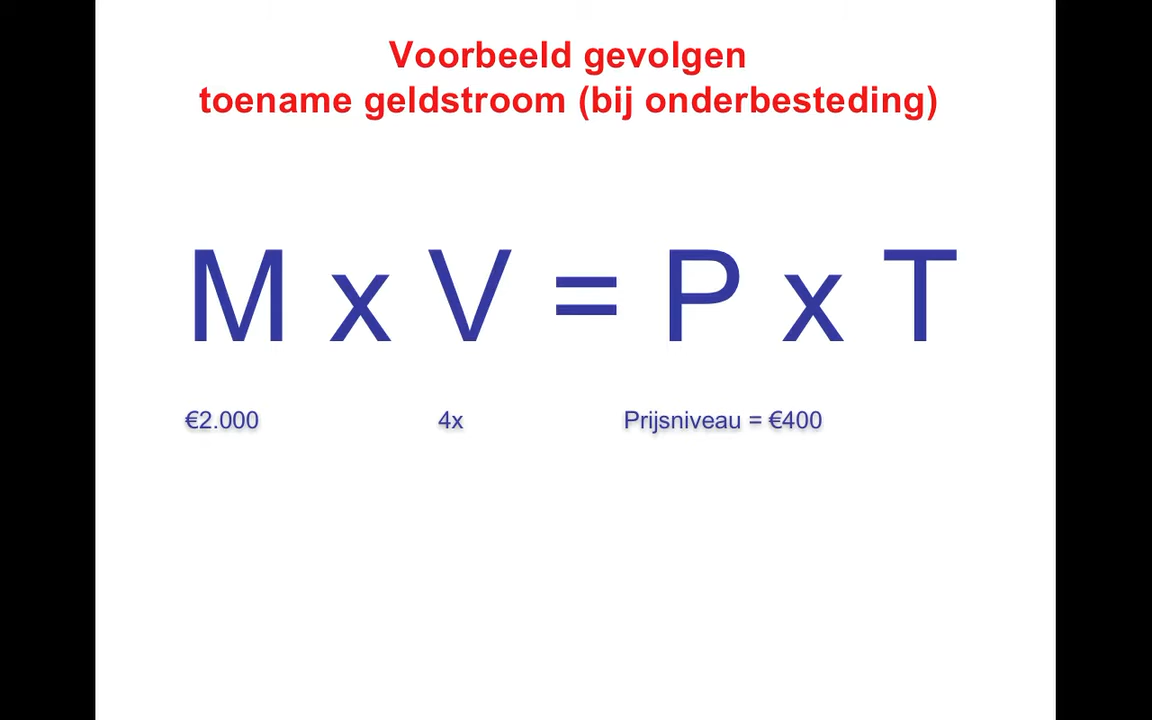 Voorbeeld gevolgen
toename geldstroom (bij onderbesteding)
M x V = P x T
€2.000 4x Prijsniveau = €400